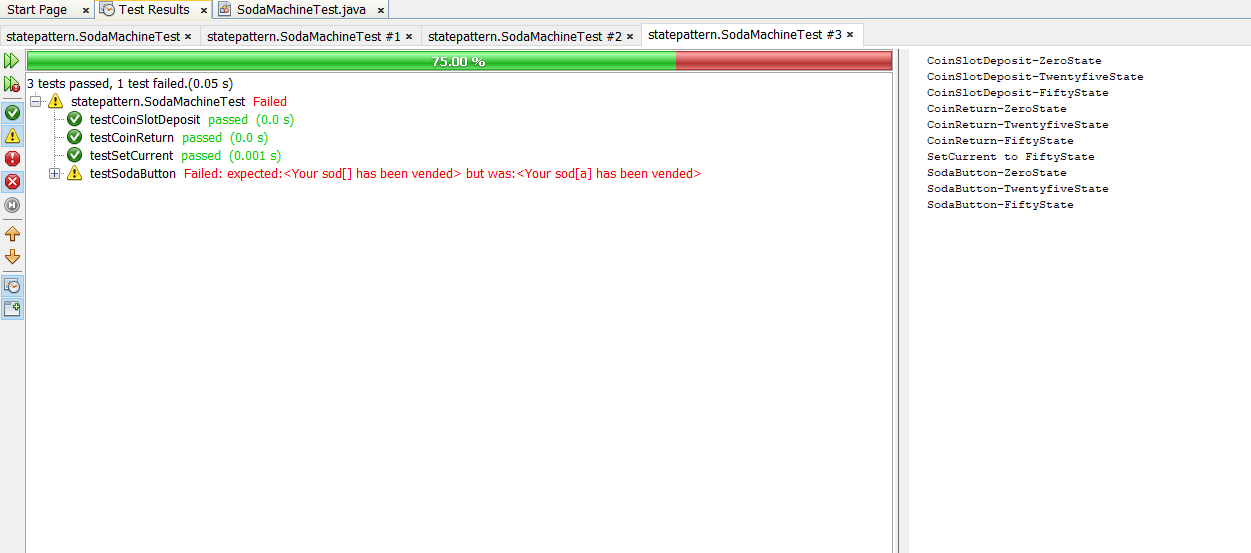 Start Page × Test Results × SodaMachineTest.java ×
statepattern.SodaMachineTest × statepattern.SodaMachineTest #1 × statepattern.SodaMachineTest #2 × statepattern.SodaMachineTest #3 ×
75.00 %
3 tests passed, 1 test failed.(0.05 s)
statepattern.SodaMachineTest Failed
testCoinSlotDeposit passed (0.0 s)
testCoinReturn passed (0.0 s)
testSetCurrent passed (0.001 s)
testSodaButton Failed: expected:<Your sod[] has been vended> but was:<Your sod[a] has been vended>
CoinSlotDeposit-ZeroState
CoinSlotDeposit-TwentyfiveState
CoinSlotDeposit-FiftyState
CoinReturn-ZeroState
CoinReturn-TwentyfiveState
CoinReturn-FiftyState
SetCurrent to FiftyState
SodaButton-ZeroState
SodaButton-TwentyfiveState
SodaButton-FiftyState